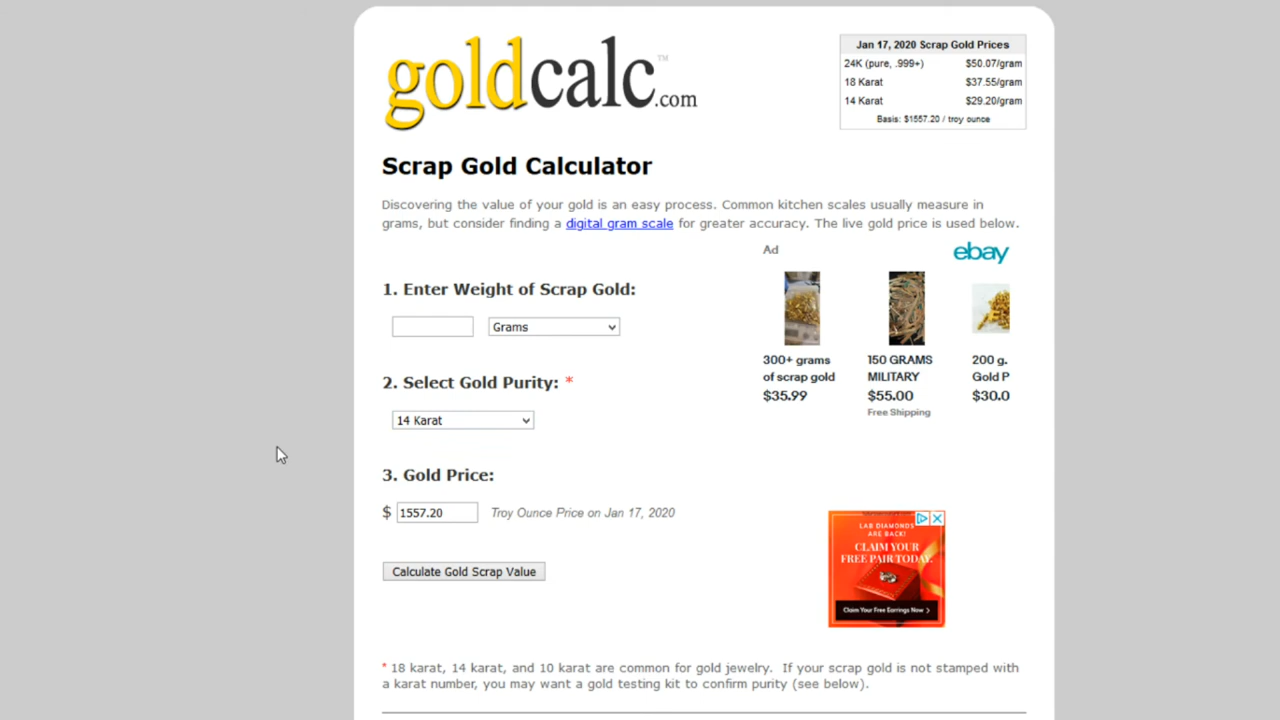 goldcalc.com™
Jan 17, 2020 Scrap Gold Prices
24K (pure, .999+) $50.07/gram
18 Karat $37.55/gram
14 Karat $29.20/gram
Basis: $1557.20 / troy ounce
Scrap Gold Calculator
Discovering the value of your gold is an easy process. Common kitchen scales usually measure in
grams, but consider finding a digital gram scale for greater accuracy. The live gold price is used below.
Ad
ebay
1. Enter Weight of Scrap Gold:
Grams
300+ grams
of scrap gold
$35.99
150 GRAMS
MILITARY
$55.00
Free Shipping
200 g.
Gold P
$30.0
2. Select Gold Purity: *
14 Karat
3. Gold Price:
$ 1557.20 Troy Ounce Price on Jan 17, 2020
Calculate Gold Scrap Value
LAB DIAMONDS
ARE BACK!
CLAIM YOUR
FREE PAIR TODAY.
Claim Your Free Earrings Now >
* 18 karat, 14 karat, and 10 karat are common for gold jewelry. If your scrap gold is not stamped with
a karat number, you may want a gold testing kit to confirm purity (see below).